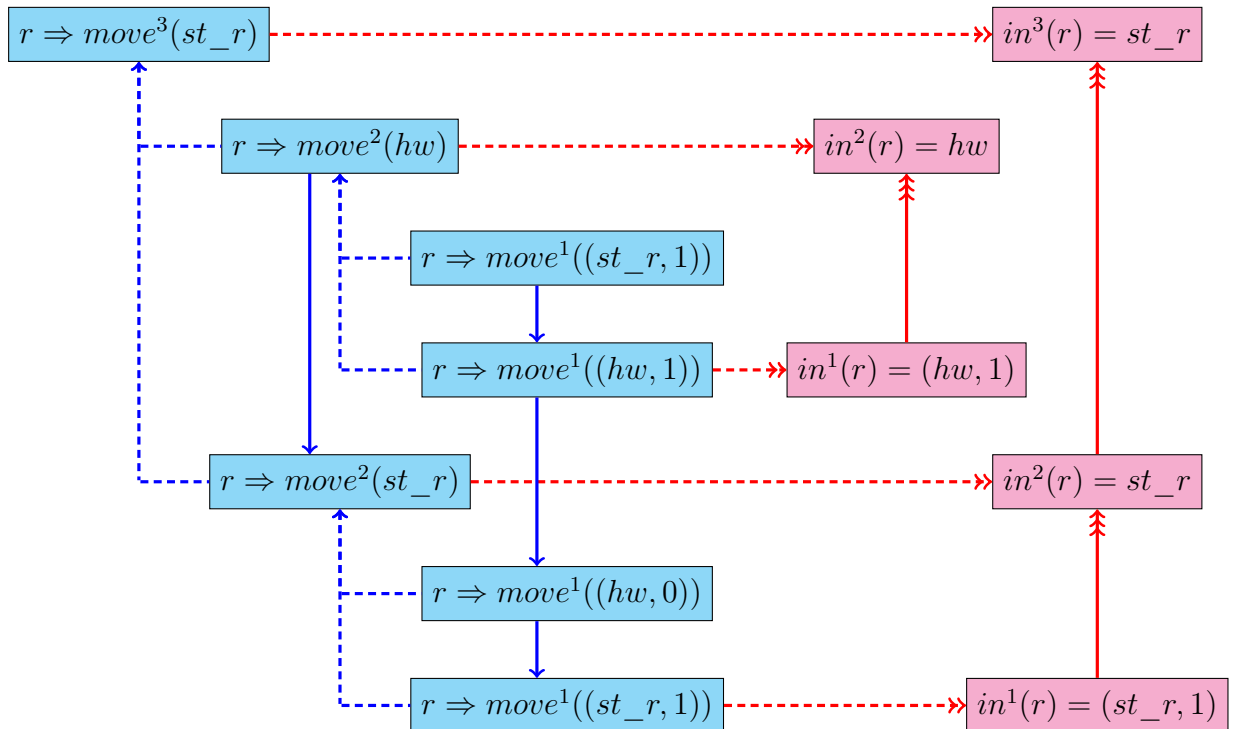 r ⇒ move³(st_r)
in³(r) = st_r
r ⇒ move²(hw)
in²(r) = hw
r ⇒ move¹((st_r, 1))
r ⇒ move¹((hw, 1))
in¹(r) = (hw, 1)
r ⇒ move²(st_r)
in²(r) = st_r
r ⇒ move¹((hw, 0))
r ⇒ move¹((st_r, 1))
in¹(r) = (st_r, 1)